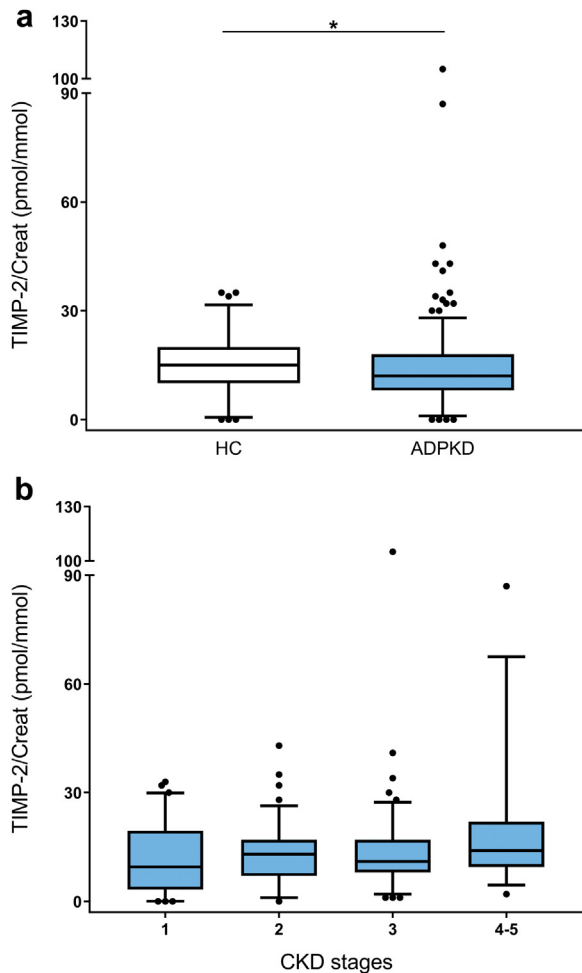 a
*
130
100
90
60
30
0
TIMP-2/Creat (pmol/mmol)
HC ADPKD
b
130
100
90
60
30
0
TIMP-2/Creat (pmol/mmol)
1 2 3 4-5
CKD stages